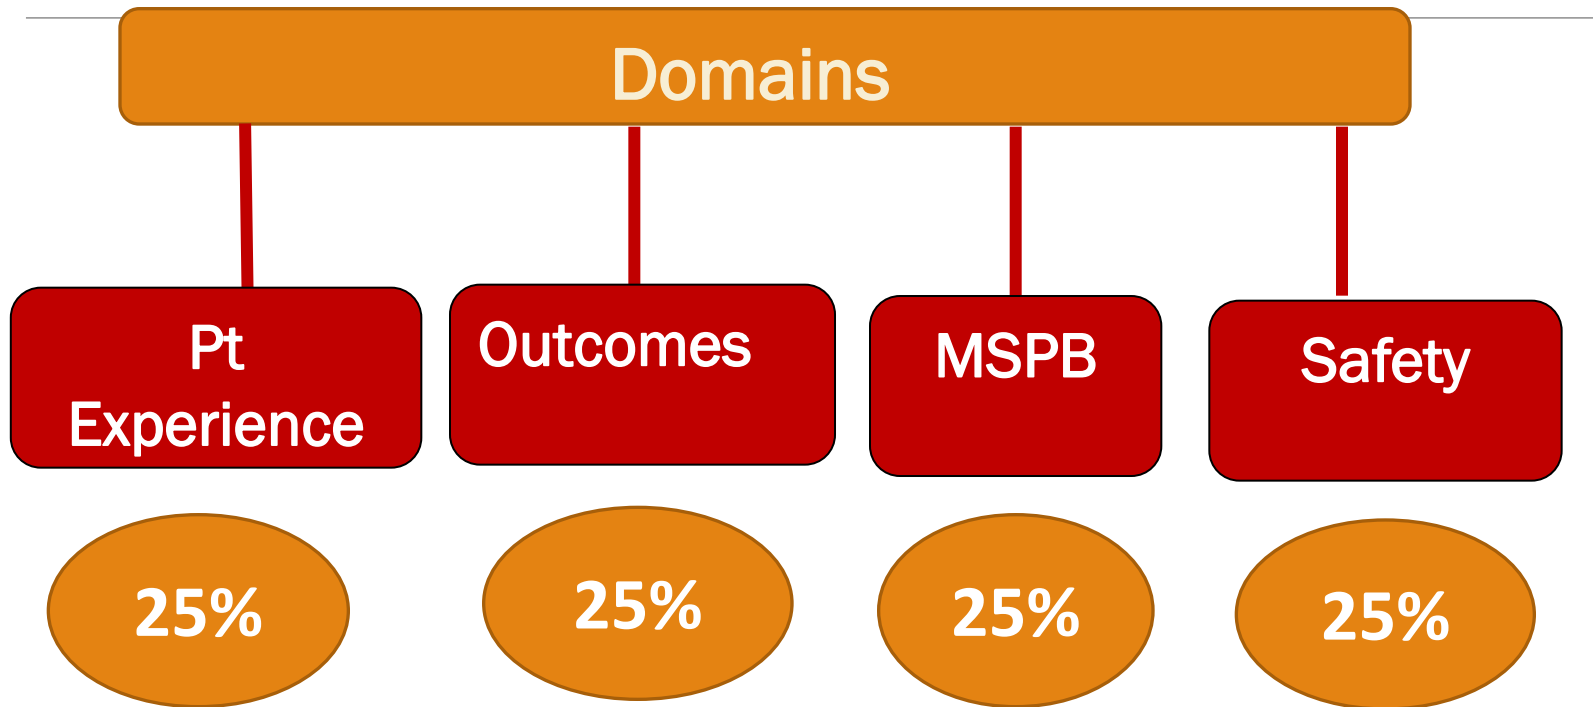 Domains
Pt
Experience
Outcomes
MSPB
Safety
25%
25%
25%
25%